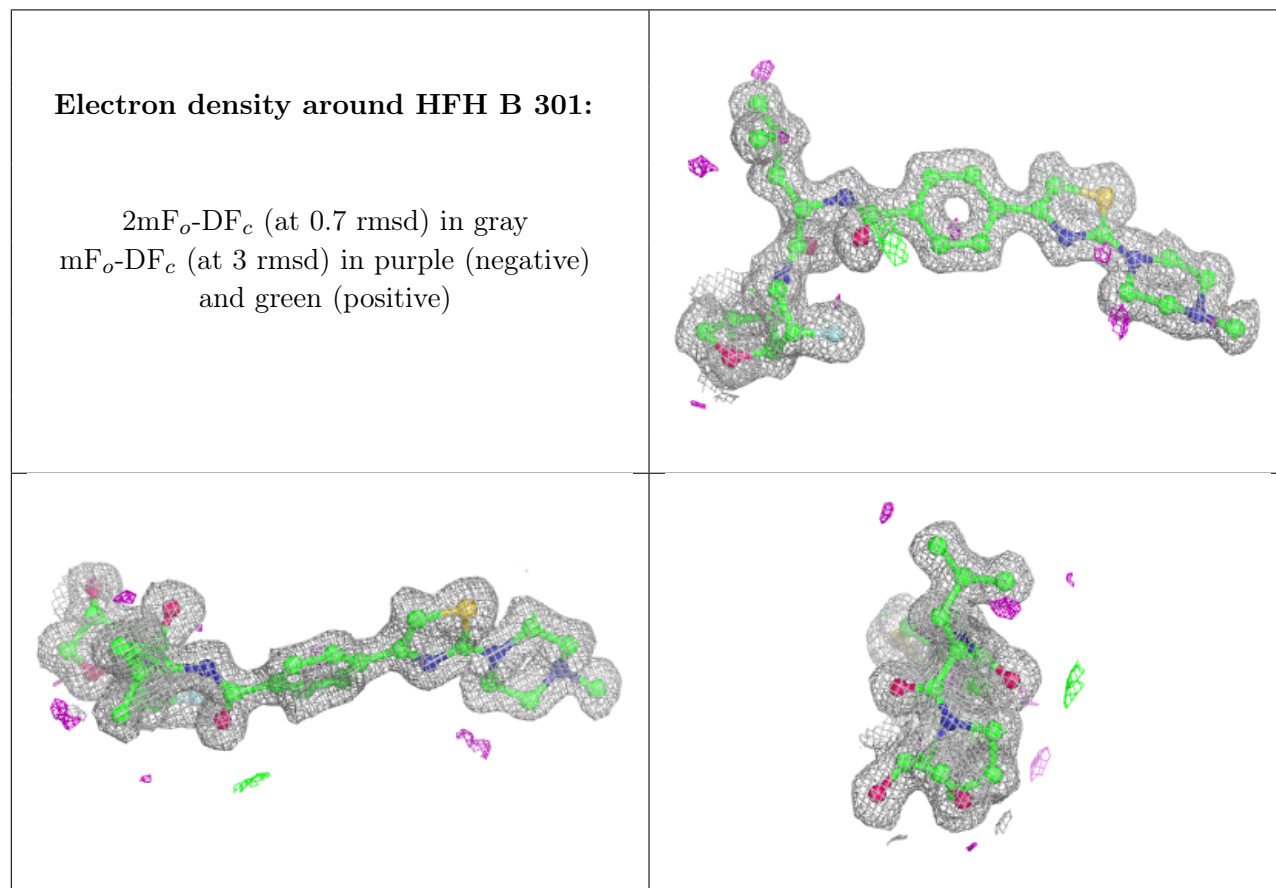 Electron density around HFH B 301:
2mFo-DFc (at 0.7 rmsd) in gray
mFo-DFc (at 3 rmsd) in purple (negative)
and green (positive)